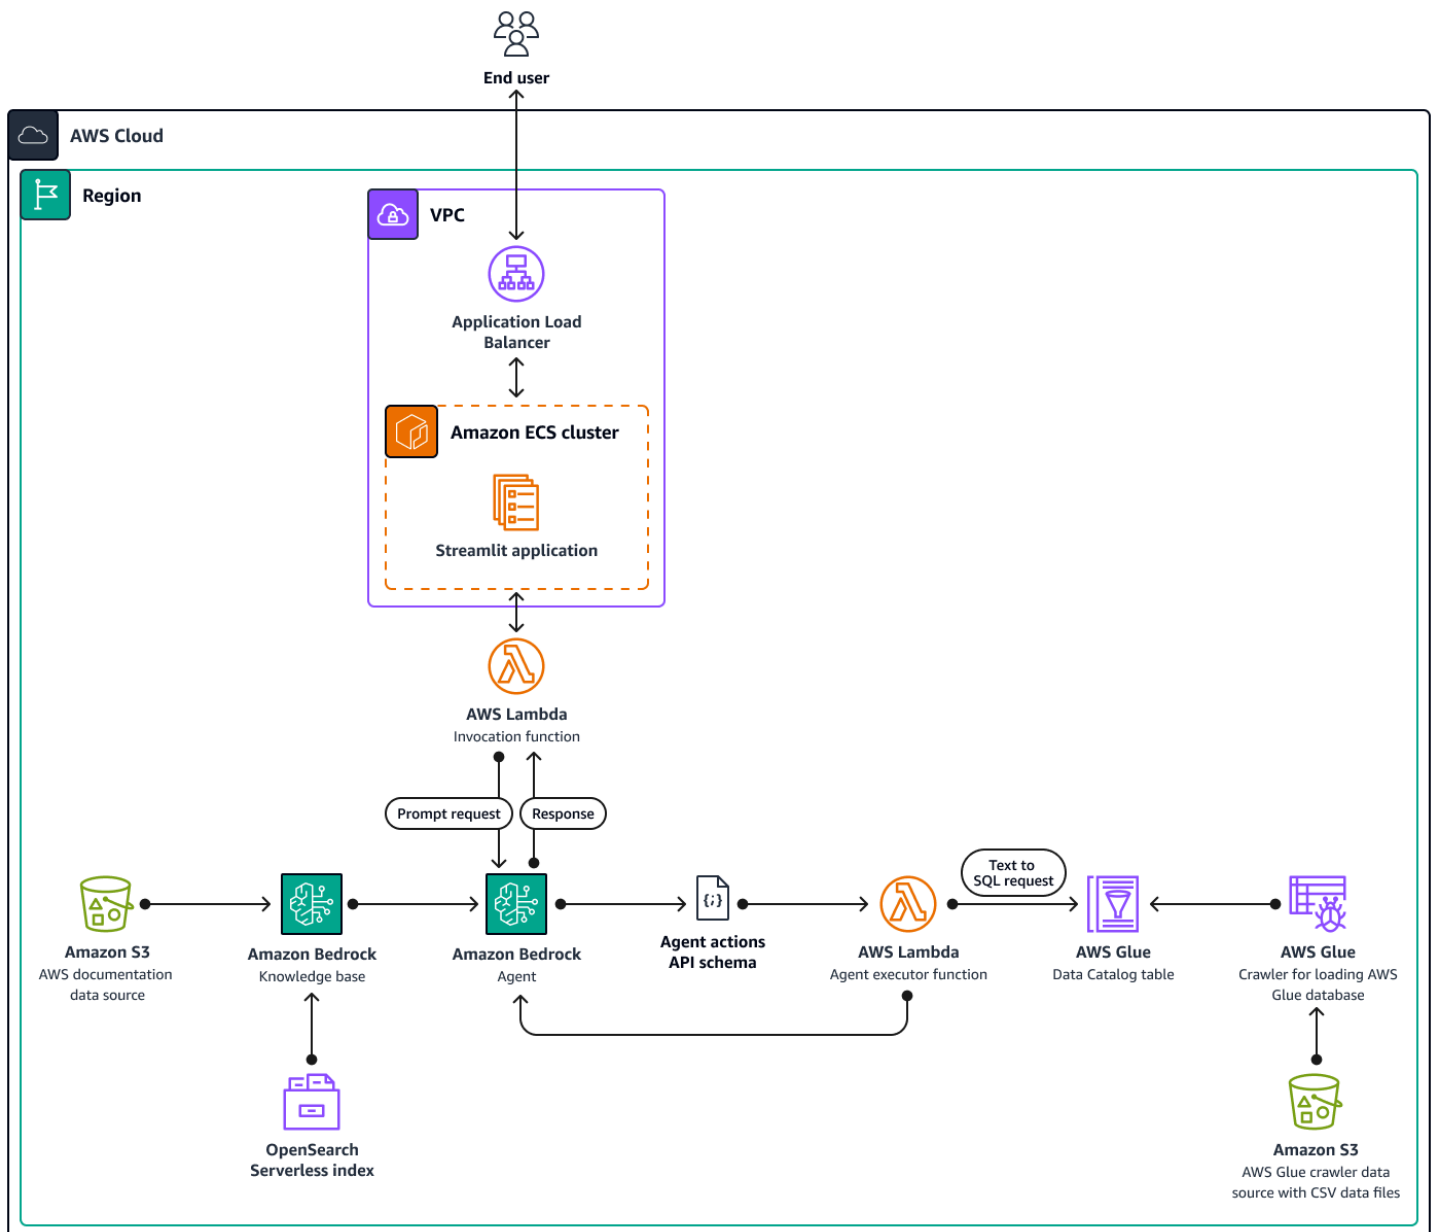 End user
AWS Cloud
Region
VPC
Application Load
Balancer
Amazon ECS cluster
Streamlit application
AWS Lambda
Invocation function
Prompt request
Response
Amazon S3
AWS documentation
data source
Amazon Bedrock
Knowledge base
Amazon Bedrock
Agent
{;}
Agent actions
API schema
AWS Lambda
Agent executor function
Text to
SQL request
AWS Glue
Data Catalog table
AWS Glue
Crawler for loading AWS
Glue database
OpenSearch
Serverless index
Amazon S3
AWS Glue crawler data
source with CSV data files